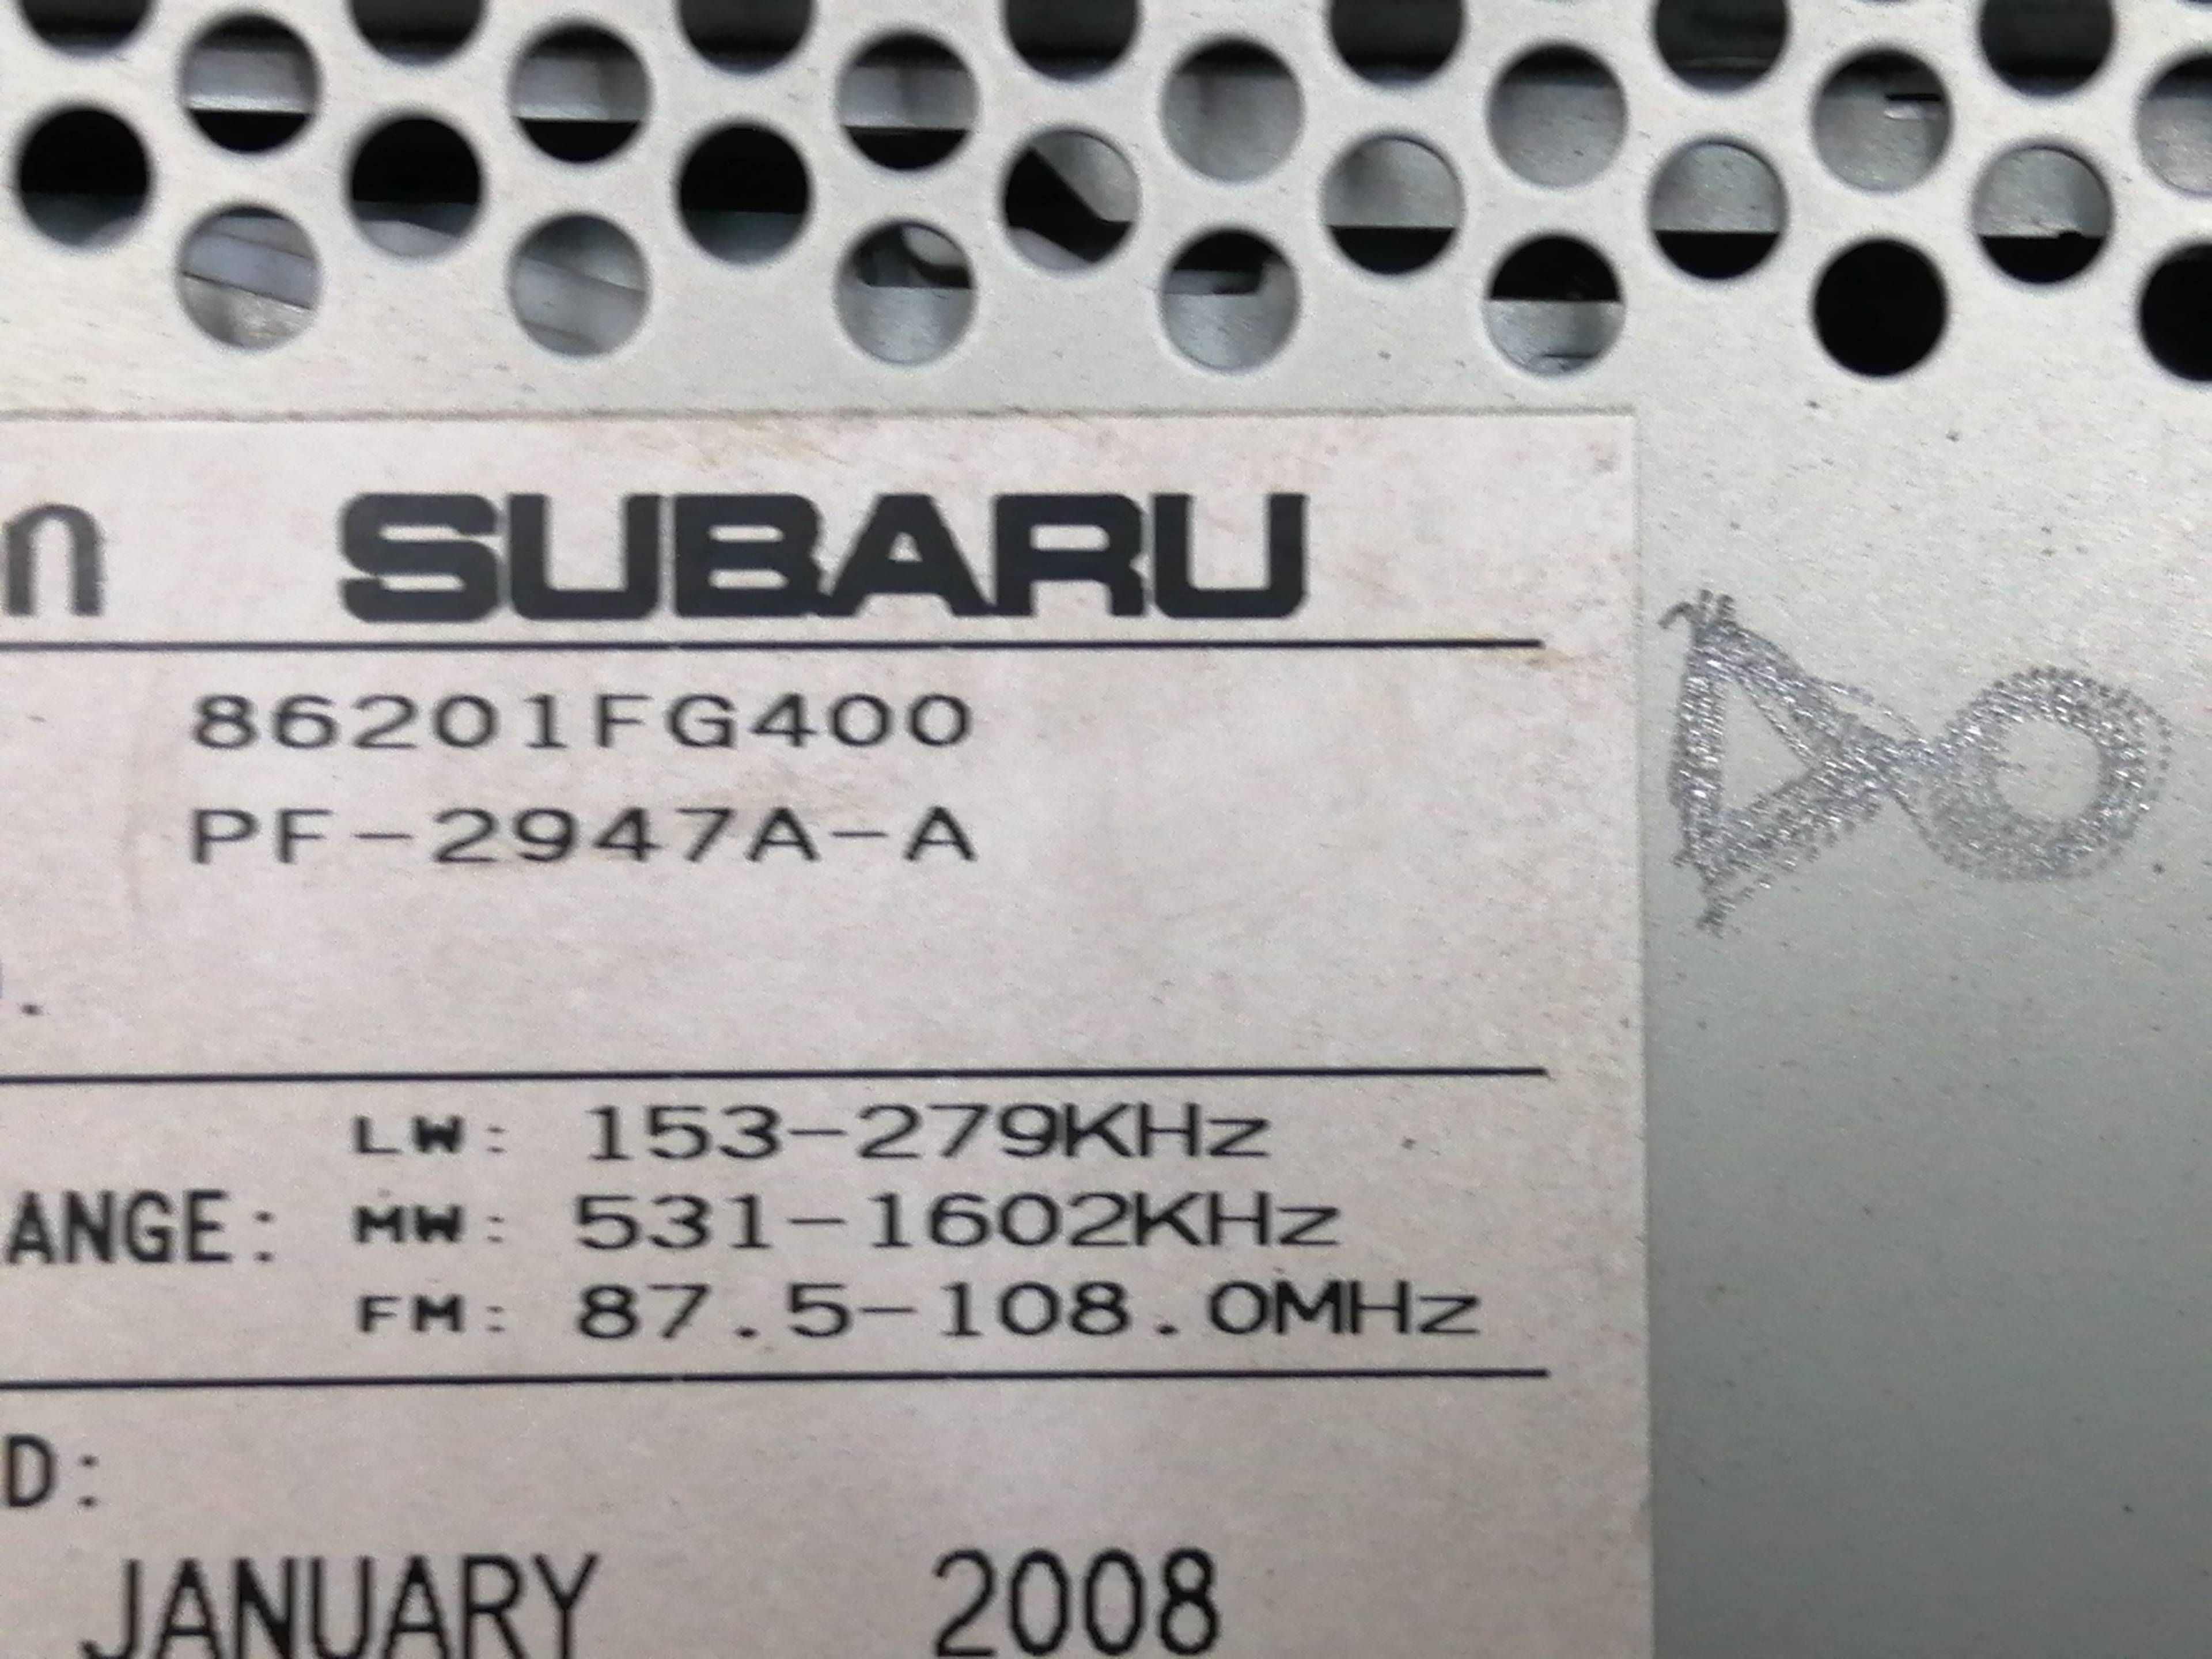 n SUBARU
86201FG400
PF-2947A-A
.
LW: 153-279KHz
ANGE: MW: 531-1602KHz
FM: 87.5-108.0MHz
D:
JANUARY 2008